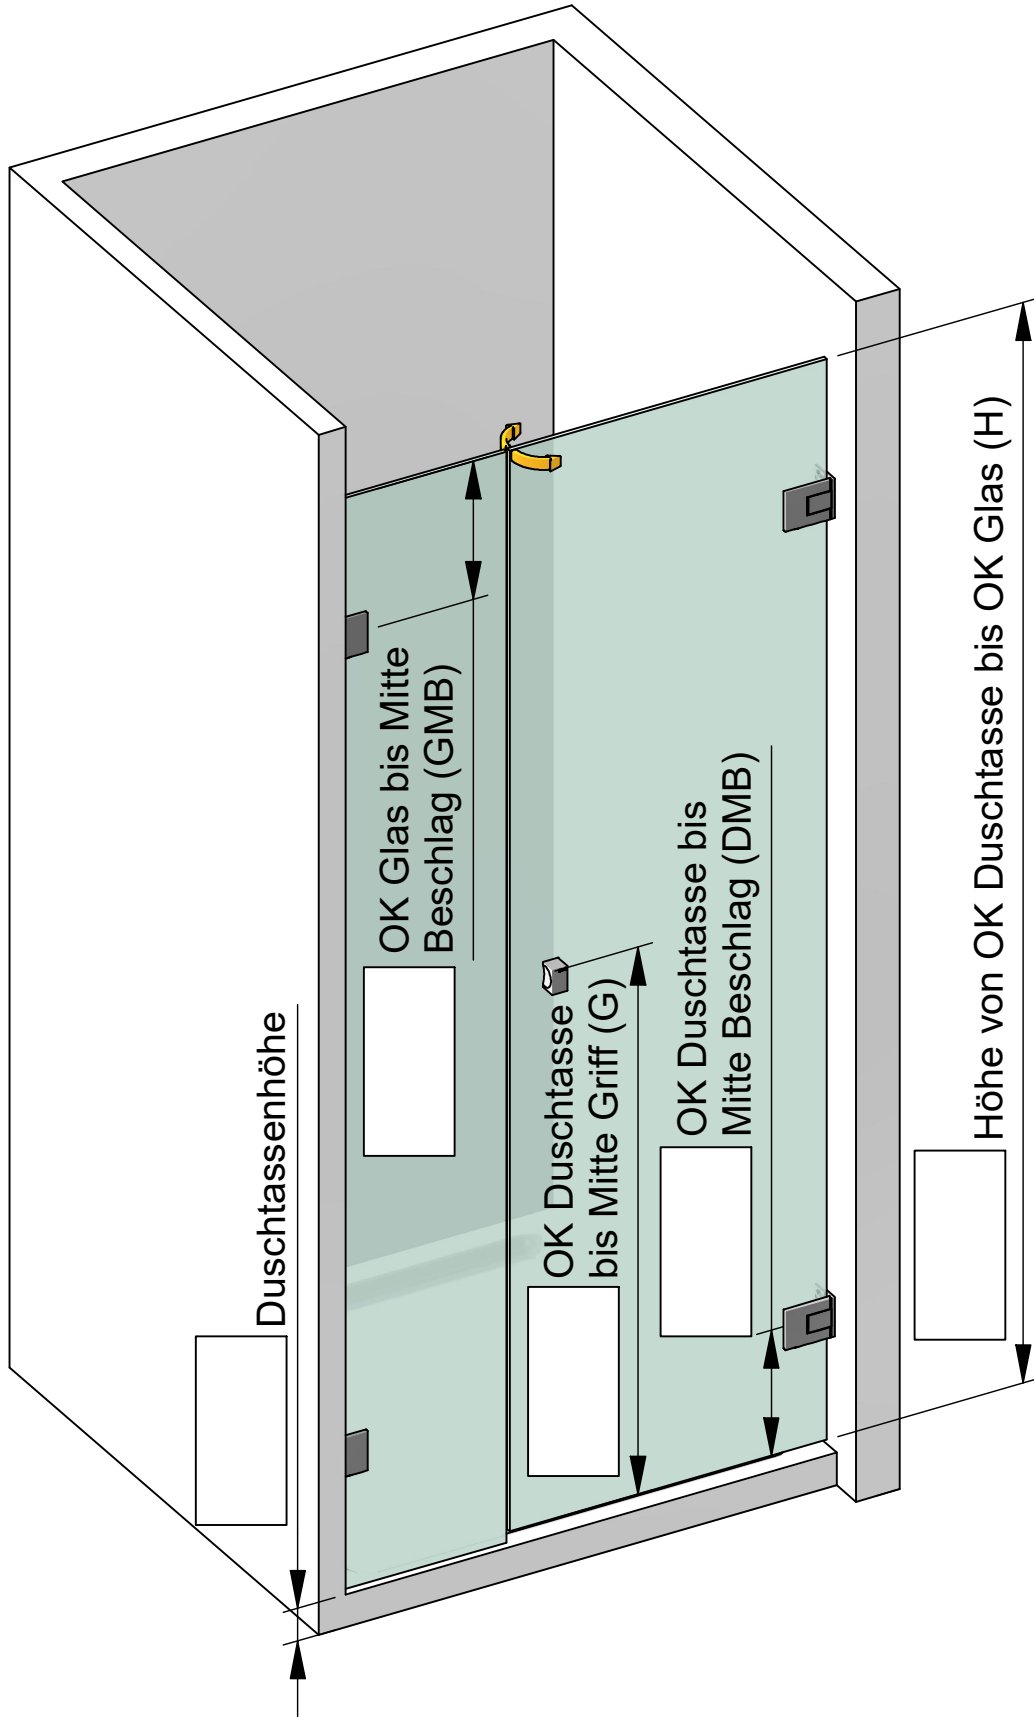 Duschtassenhöhe
OK Glas bis Mitte
Beschlag (GMB)
OK Duschtasse
bis Mitte Griff (G)
OK Duschtasse bis
Mitte Beschlag (DMB)
Höhe von OK Duschtasse bis OK Glas (H)